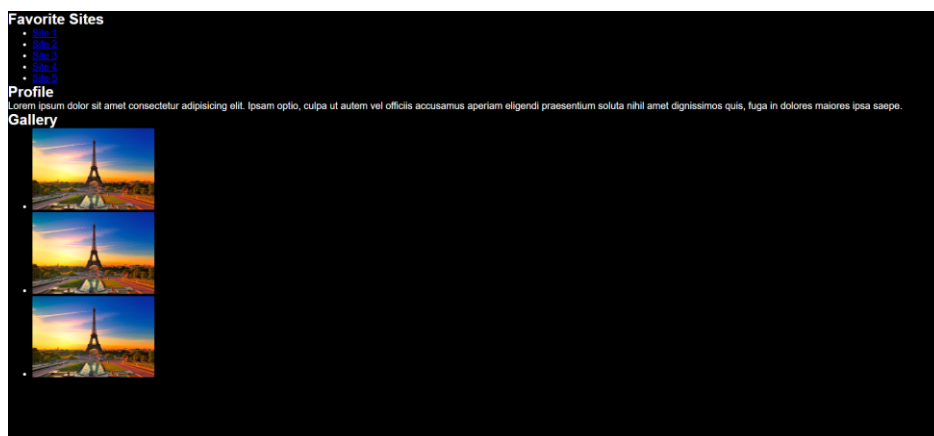 Favorite Sites
Site 1
Site 2
Site 3
Site 4
Site 5
Profile
Lorem ipsum dolor sit amet consectetur adipisicing elit. Ipsam optio, culpa ut autem vel officiis accusamus aperiam eligendi praesentium soluta nihil amet dignissimos quis, fuga in dolores maiores ipsa saepe.
Gallery